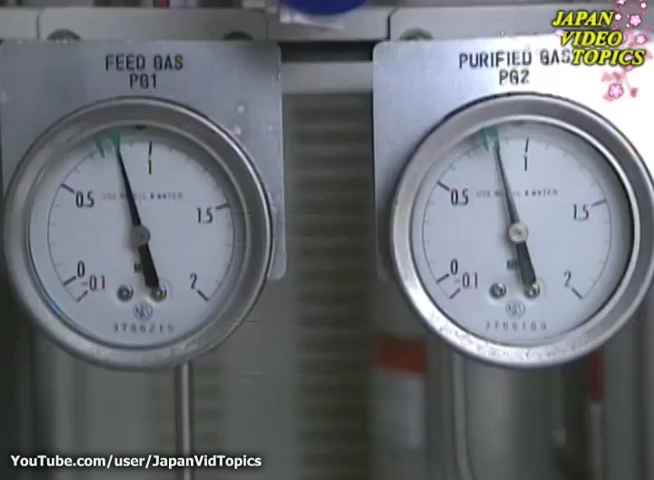 JAPAN
VIDEO
TOPICS
FEED GAS
PG1
PURIFIED GAS
PG2
1
0.5
1.5
0
-0.1
2
1
0.5
1.5
0
-0.1
2
YouTube.com/user/JapanVidTopics